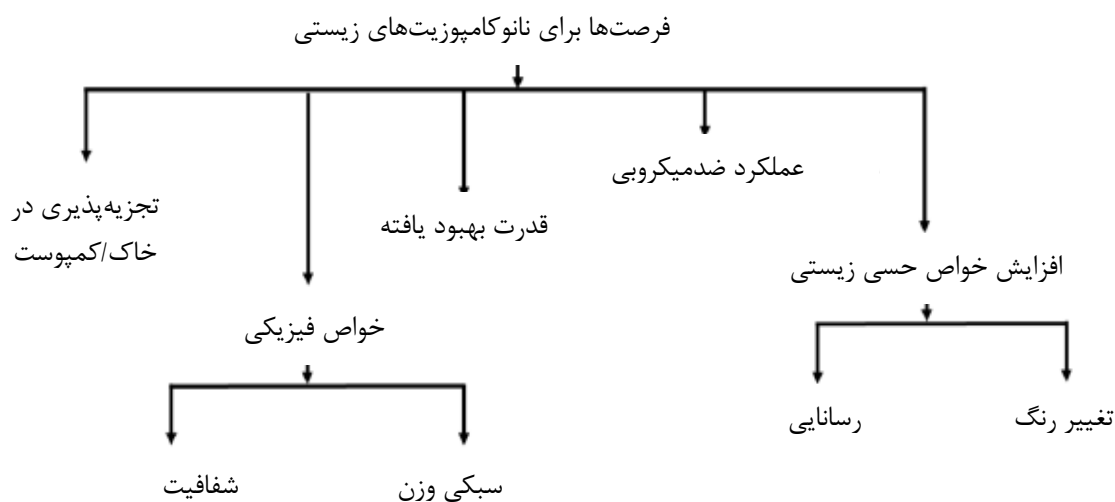 فرصت‌ها برای نانوکامپوزیت‌های زیستی
عملکرد ضدمیکروبی
تجزیه‌پذیری در
خاک/کمپوست
قدرت بهبود یافته
افزایش خواص حسی زیستی
خواص فیزیکی
تغییر رنگ
رسانایی
سبکی وزن
شفافیت